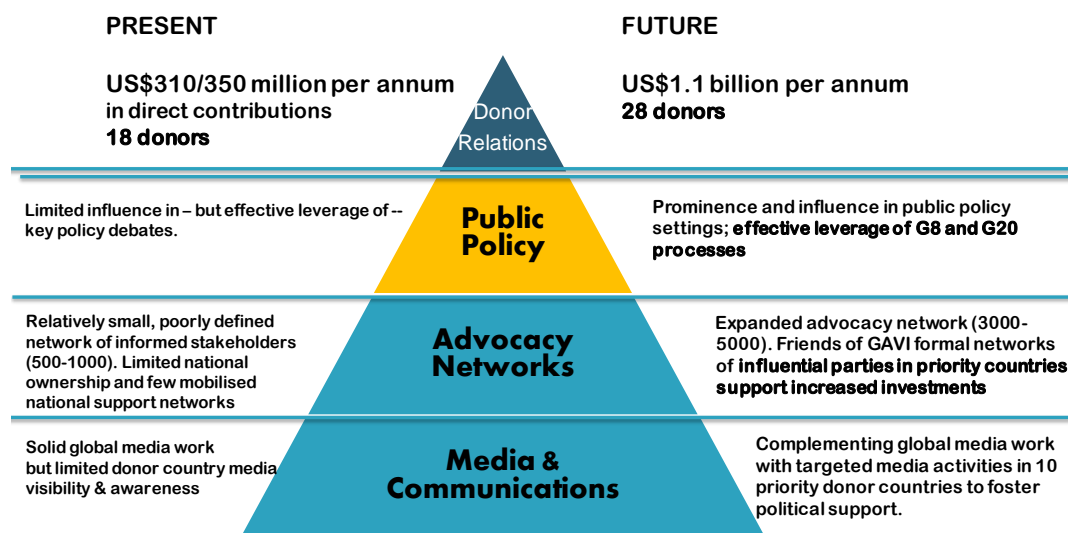 PRESENT
FUTURE
US$310/350 million per annum
in direct contributions
18 donors
Donor
Relations
US$1.1 billion per annum
28 donors
Limited influence in – but effective leverage of --
key policy debates.
Public
Policy
Prominence and influence in public policy
settings; effective leverage of G8 and G20
processes
Relatively small, poorly defined
network of informed stakeholders
(500-1000). Limited national
ownership and few mobilised
national support networks
Advocacy
Networks
Expanded advocacy network (3000-
5000). Friends of GAVI formal networks
of influential parties in priority countries
support increased investments
Solid global media work
but limited donor country media
visibility & awareness
Media &
Communications
Complementing global media work
with targeted media activities in 10
priority donor countries to foster
political support.